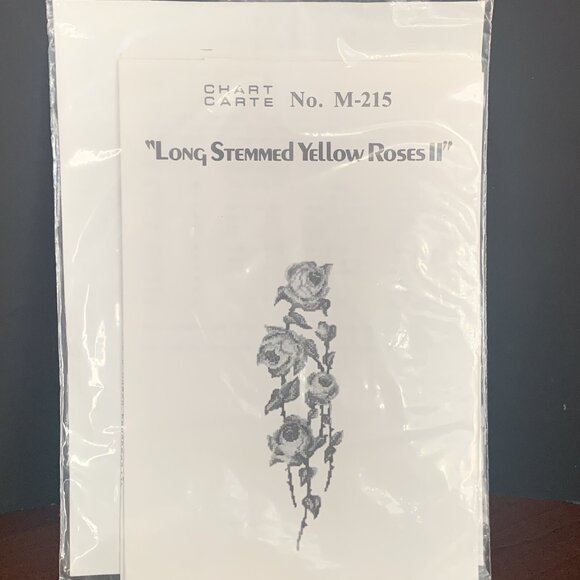 CHART
CARTE No. M-215
"Long Stemmed Yellow Roses II"